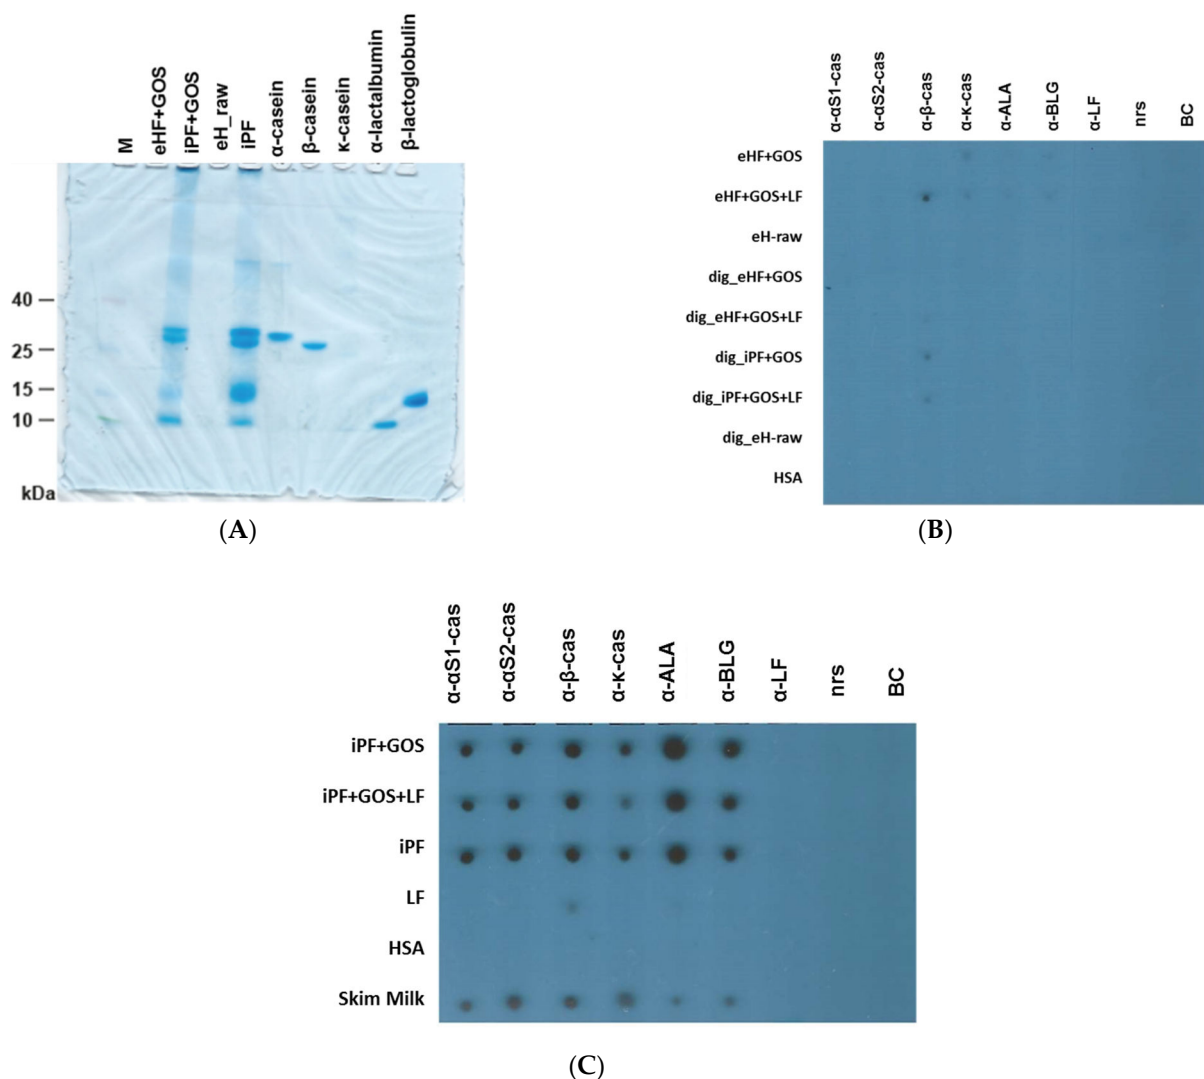 M
eHF+GOS
iPF+GOS
eH_raw
iPF
α-casein
β-casein
κ-casein
α-lactalbumin
β-lactoglobulin
40
25
15
10
kDa
(A)
α-αS1-cas
α-αS2-cas
α-β-cas
α-κ-cas
α-ALA
α-BLG
α-LF
nrs
BC
eHF+GOS
eHF+GOS+LF
eH-raw
dig_eHF+GOS
dig_eHF+GOS+LF
dig_iPF+GOS
dig_iPF+GOS+LF
dig_eH-raw
HSA
(B)
α-αS1-cas
α-αS2-cas
α-β-cas
α-κ-cas
α-ALA
α-BLG
α-LF
nrs
BC
iPF+GOS
iPF+GOS+LF
iPF
LF
HSA
Skim Milk
(C)